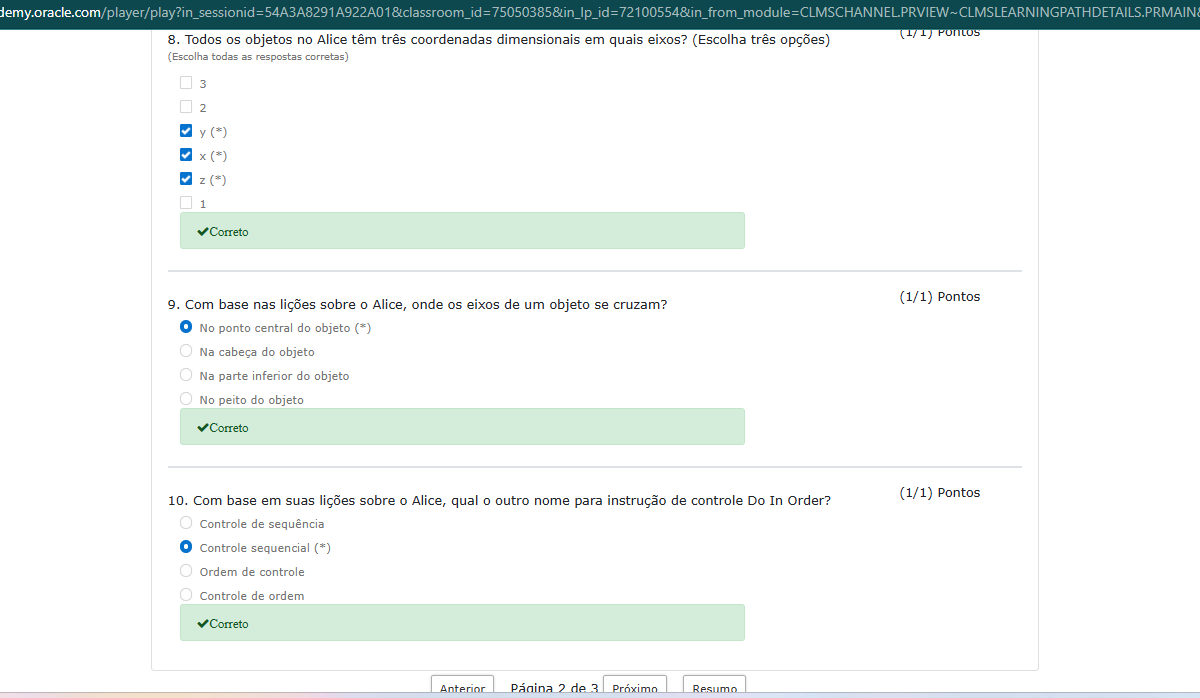 demy.oracle.com/player/play?in_sessionid=54A3A8291A922A01&classroom_id=75050385&in_lp_id=72100554&in_from_module=CLMSCHANNEL.PRVIEW~CLMSLEARNINGPATHDETAILS.PRMAIN&
8. Todos os objetos no Alice têm três coordenadas dimensionais em quais eixos? (Escolha três opções)
(1/1) Pontos
(Escolha todas as respostas corretas)
3
2
y (*)
x (*)
z (*)
1
Correto
9. Com base nas lições sobre o Alice, onde os eixos de um objeto se cruzam?
(1/1) Pontos
No ponto central do objeto (*)
Na cabeça do objeto
Na parte inferior do objeto
No peito do objeto
Correto
10. Com base em suas lições sobre o Alice, qual o outro nome para instrução de controle Do In Order?
(1/1) Pontos
Controle de sequência
Controle sequencial (*)
Ordem de controle
Controle de ordem
Correto
Anterior Página 2 de 3 Próximo Resumo